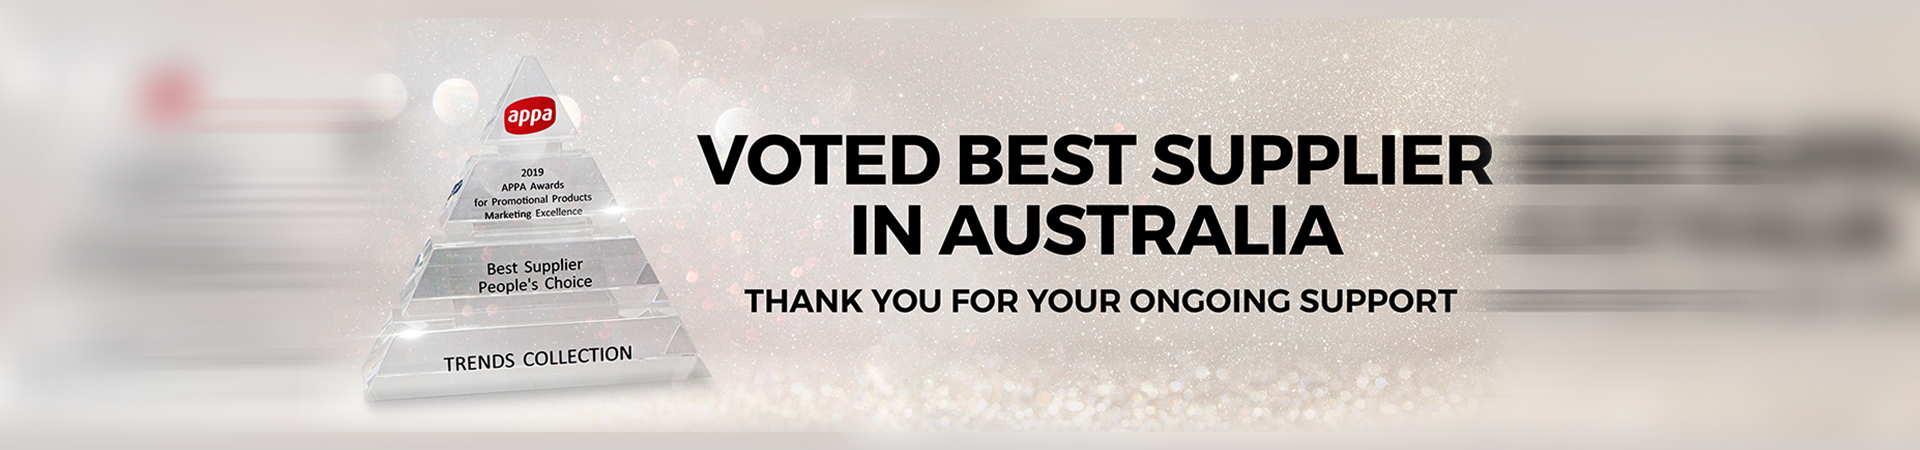 appa
2019
APPA Awards
for Promotional Products
Marketing Excellence
Best Supplier
People's Choice
TRENDS COLLECTION
VOTED BEST SUPPLIER
IN AUSTRALIA
THANK YOU FOR YOUR ONGOING SUPPORT